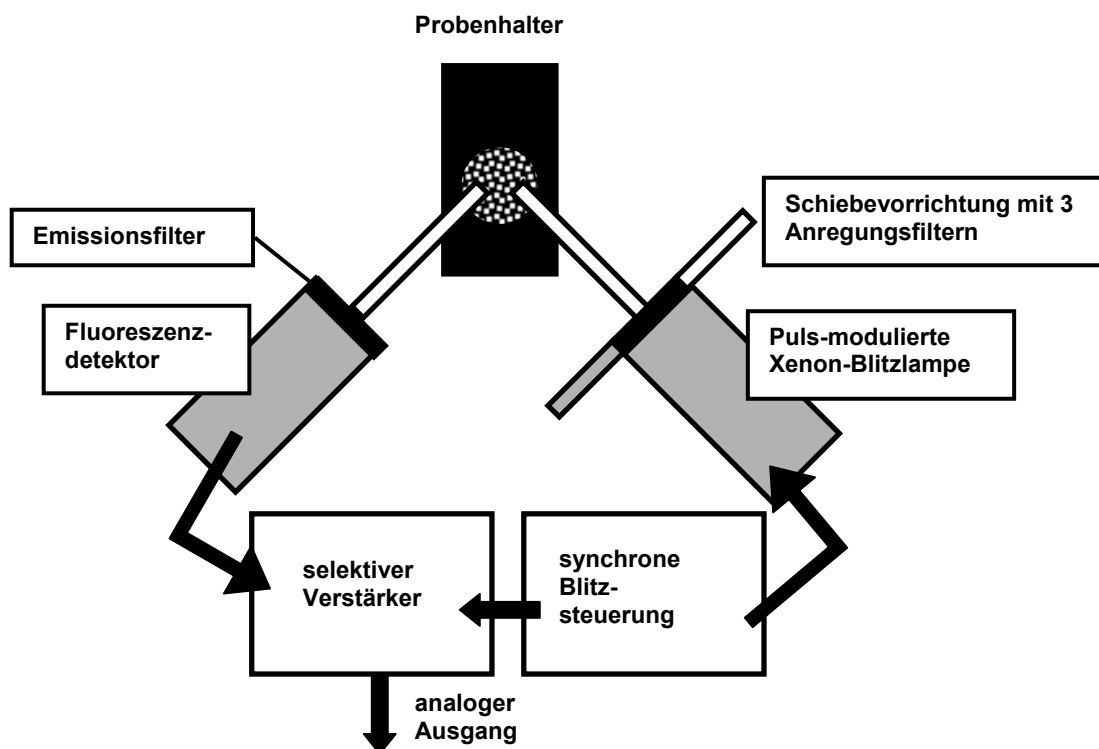 Probenhalter
Schiebevorrichtung mit 3
Anregungsfiltern
Emissionsfilter
Fluoreszenz-
detektor
Puls-modulierte
Xenon-Blitzlampe
selektiver
Verstärker
synchrone
Blitz-
steuerung
analoger
Ausgang